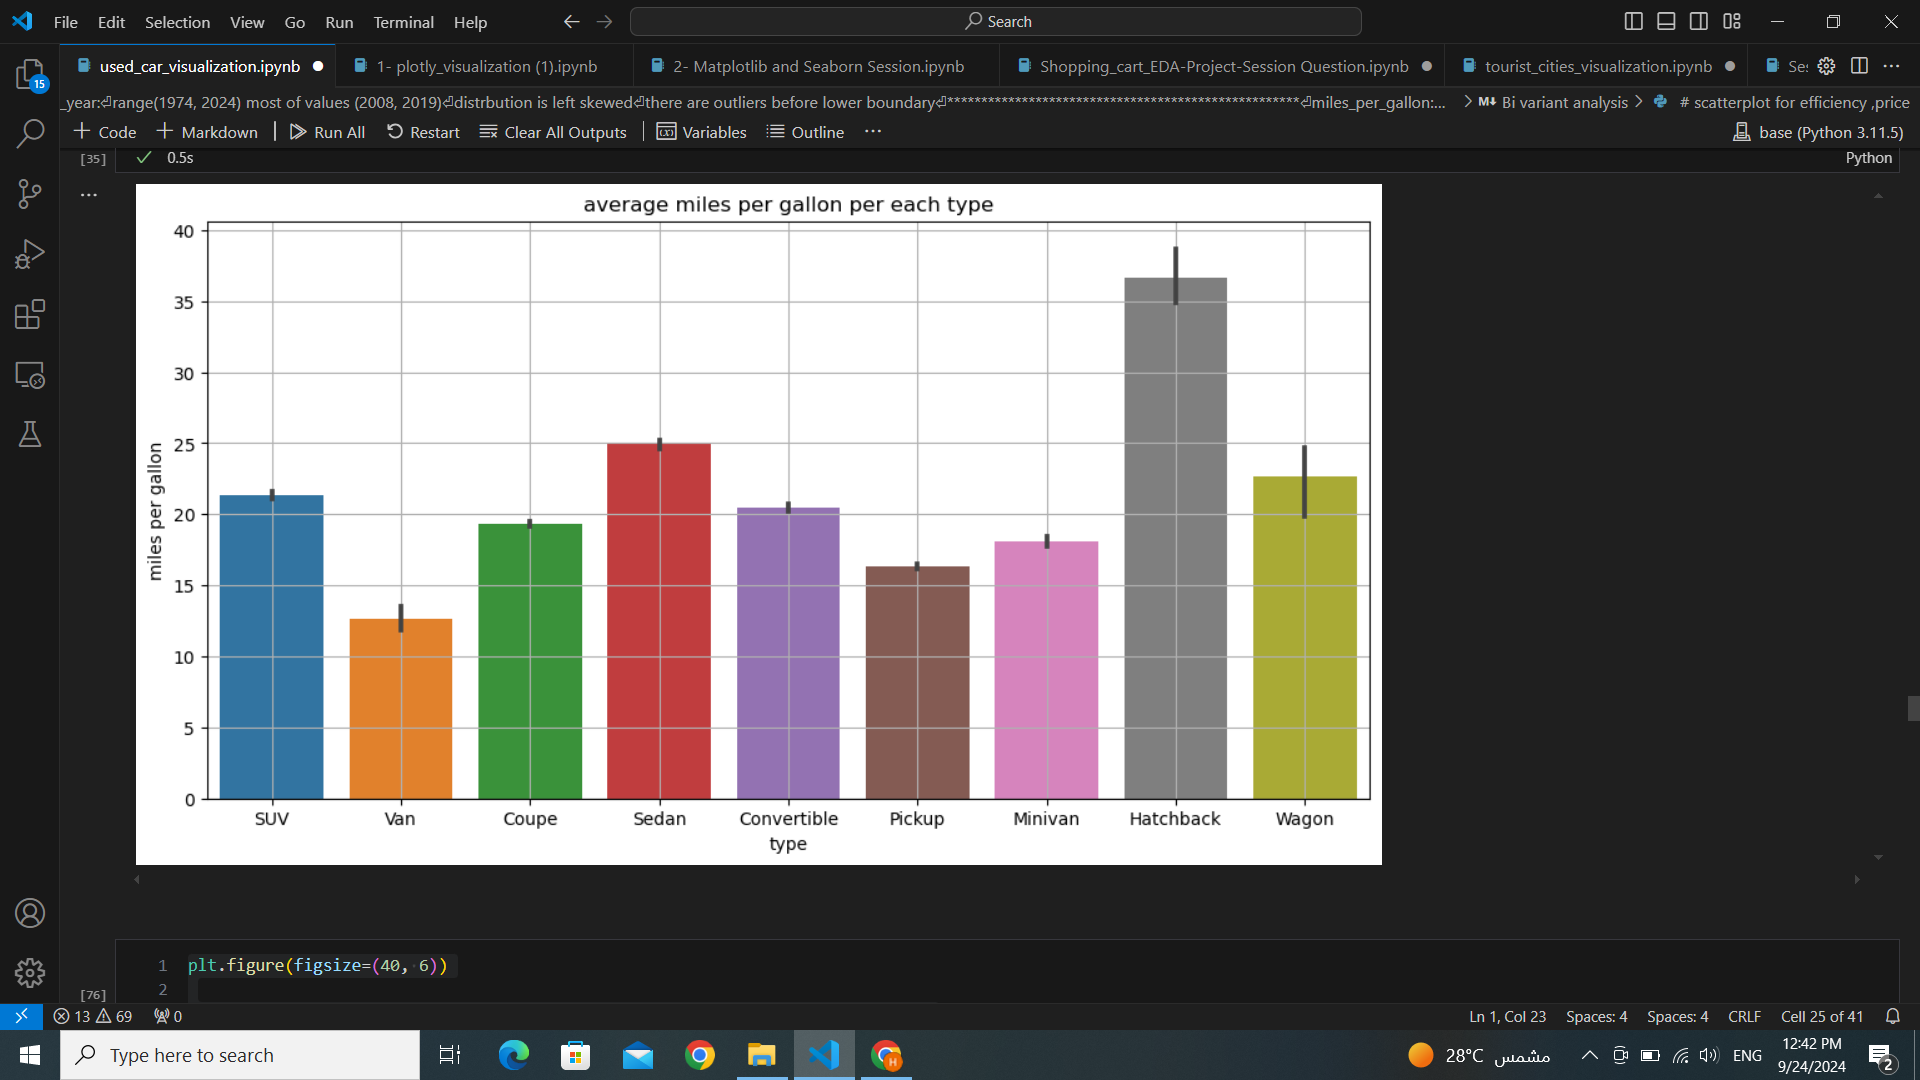 File Edit Selection View Go Run Terminal Help
Search
used_car_visualization.ipynb 1- plotly_visualization (1).ipynb 2- Matplotlib and Seaborn Session.ipynb Shopping_cart_EDA-Project-Session Question.ipynb tourist_cities_visualization.ipynb
15
_year:⏎range(1974, 2024) most of values (2008, 2019)⏎distrbution is left skewed⏎there are outliers before lower boundary⏎ miles_per_gallon:... > M↓ Bi variant analysis > # scatterplot for efficiency ,price
+ Code + Markdown Run All Restart Clear All Outputs Variables Outline ... base (Python 3.11.5)
[35] 0.5s Python
average miles per gallon per each type
40
35
30
25
20
15
10
5
0
miles per gallon
SUV Van Coupe Sedan Convertible Pickup Minivan Hatchback Wagon
type
1 plt.figure(figsize=(40, 6))
2
[76]
13 69 0 Ln 1, Col 23 Spaces: 4 Spaces: 4 CRLF Cell 25 of 41
Type here to search
28°C مشمس ENG
12:42 PM
9/24/2024
2